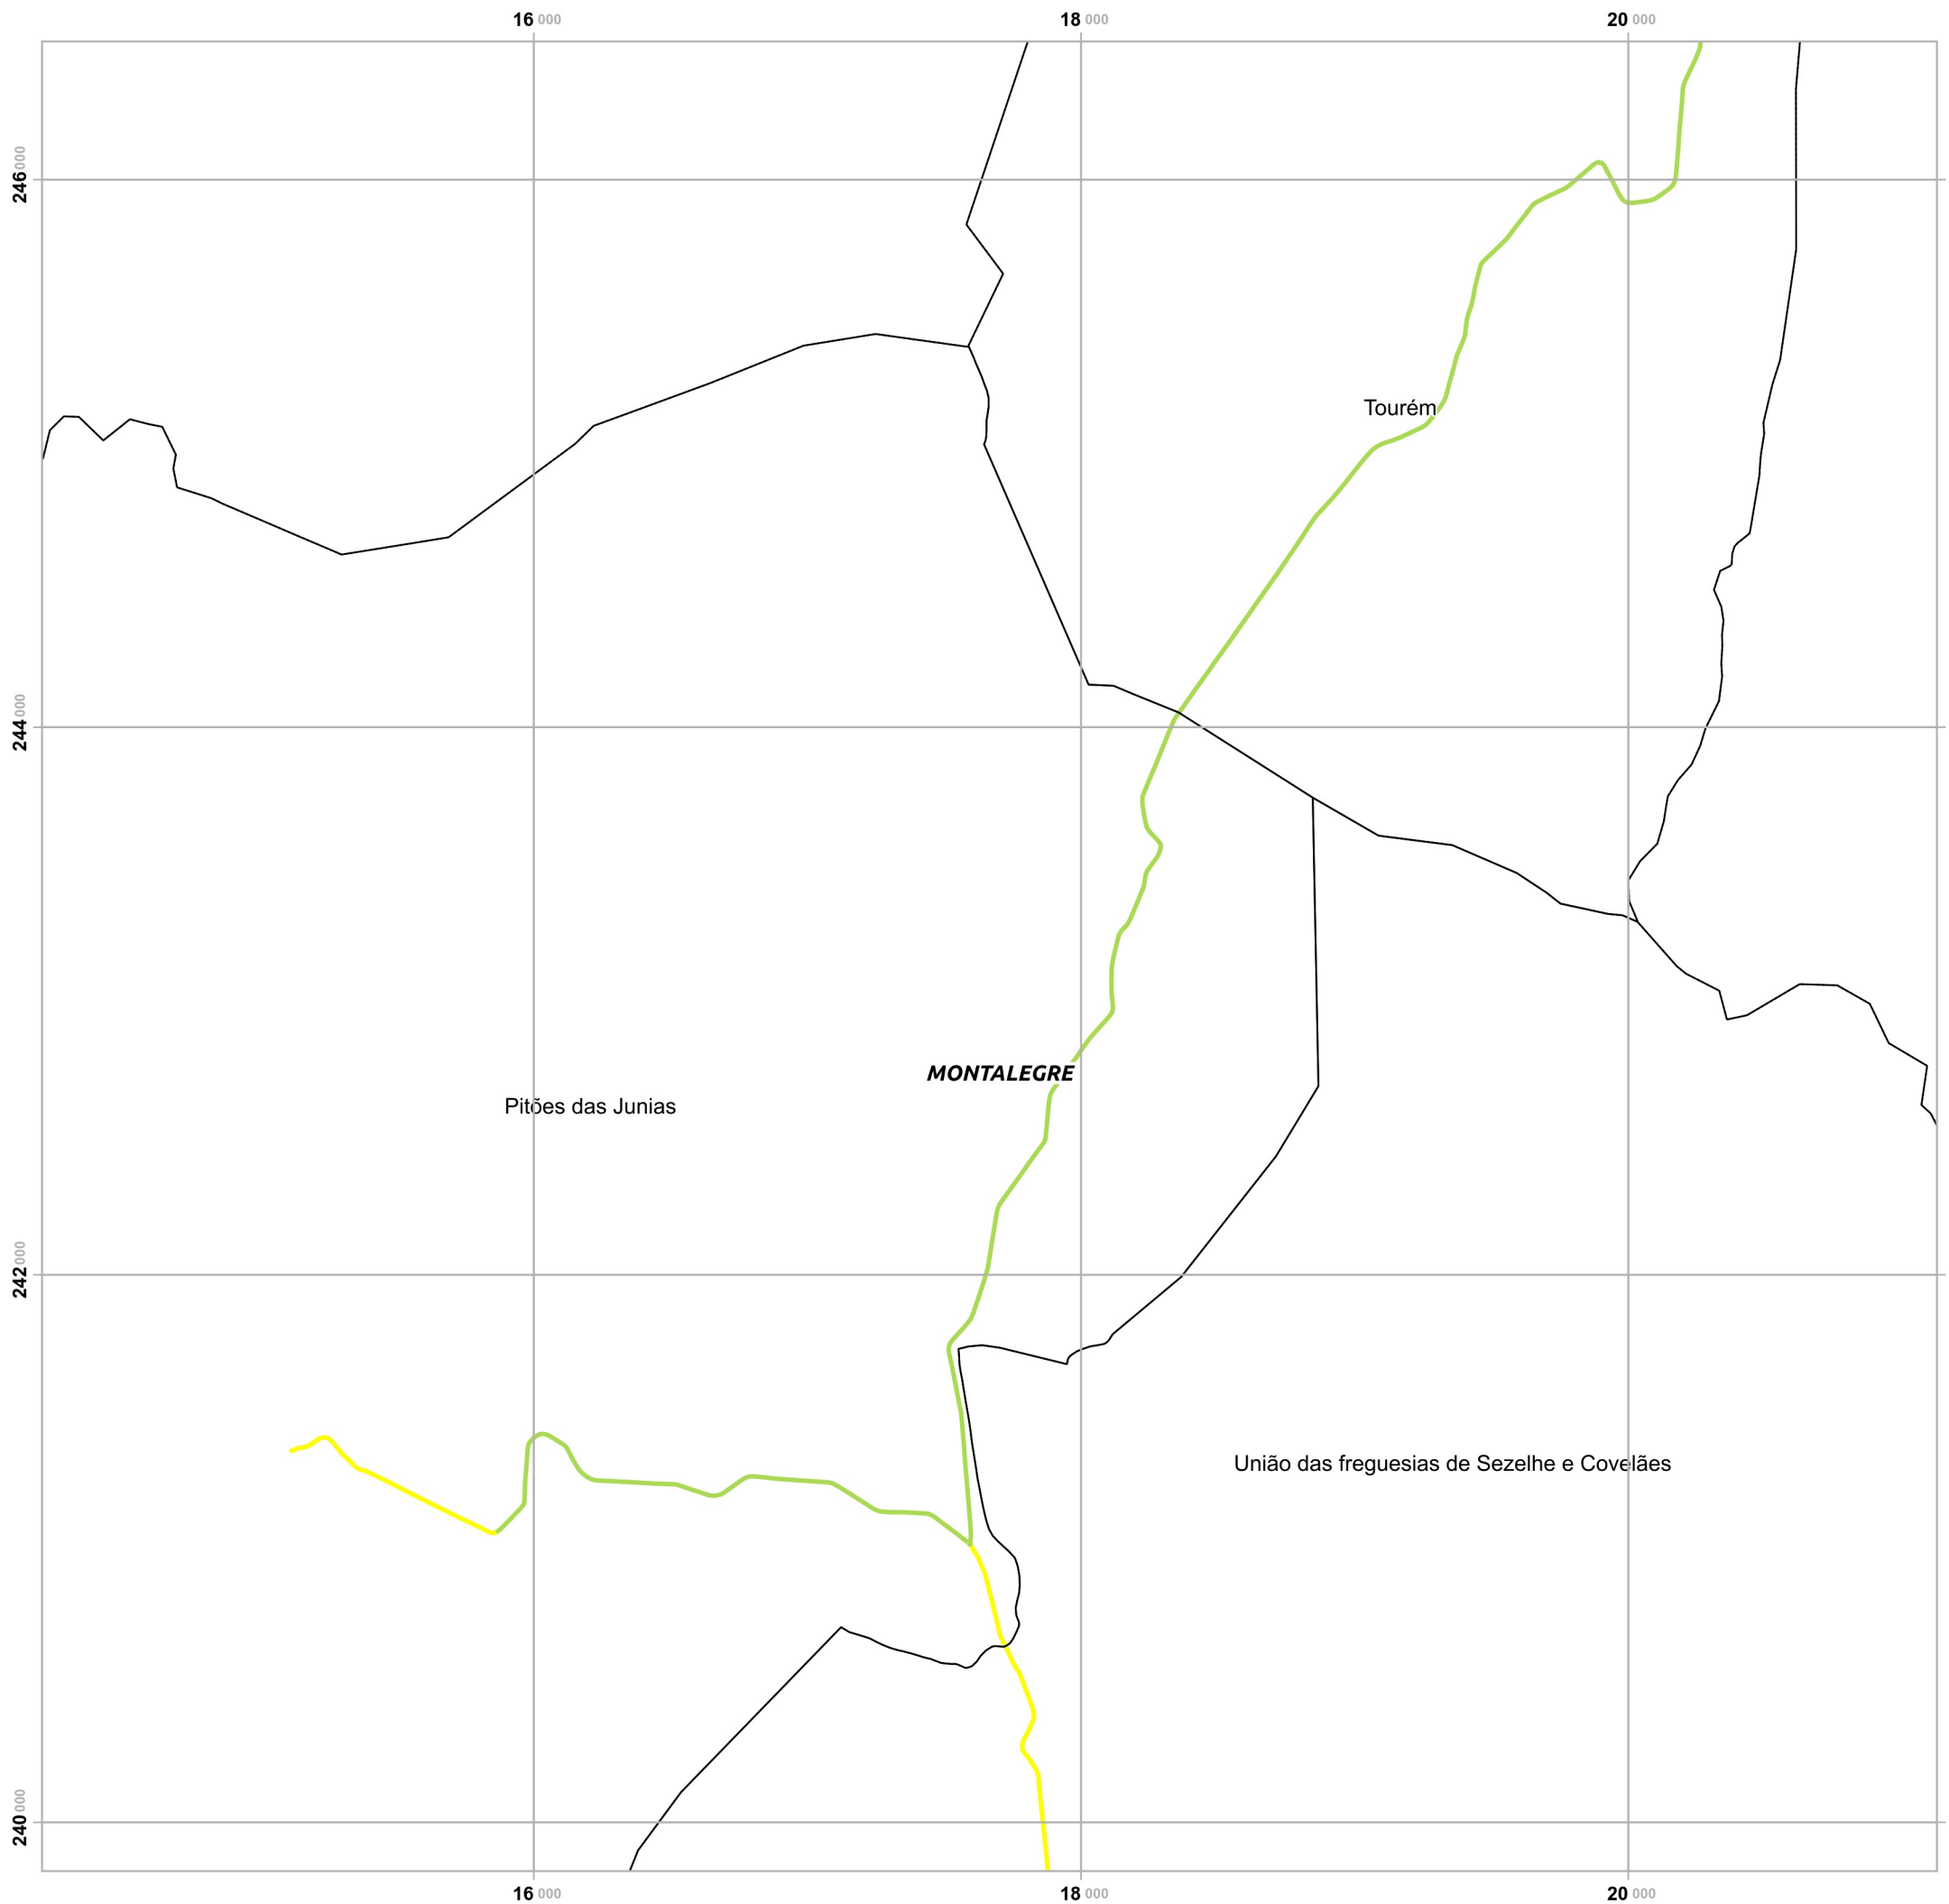 16 000 18 000 20 000
246 000
Tourém
244 000
MONTALEGRE
Pitões das Junias
242 000
União das freguesias de Sezelhe e Covelães
240 000
16 000 18 000 20 000